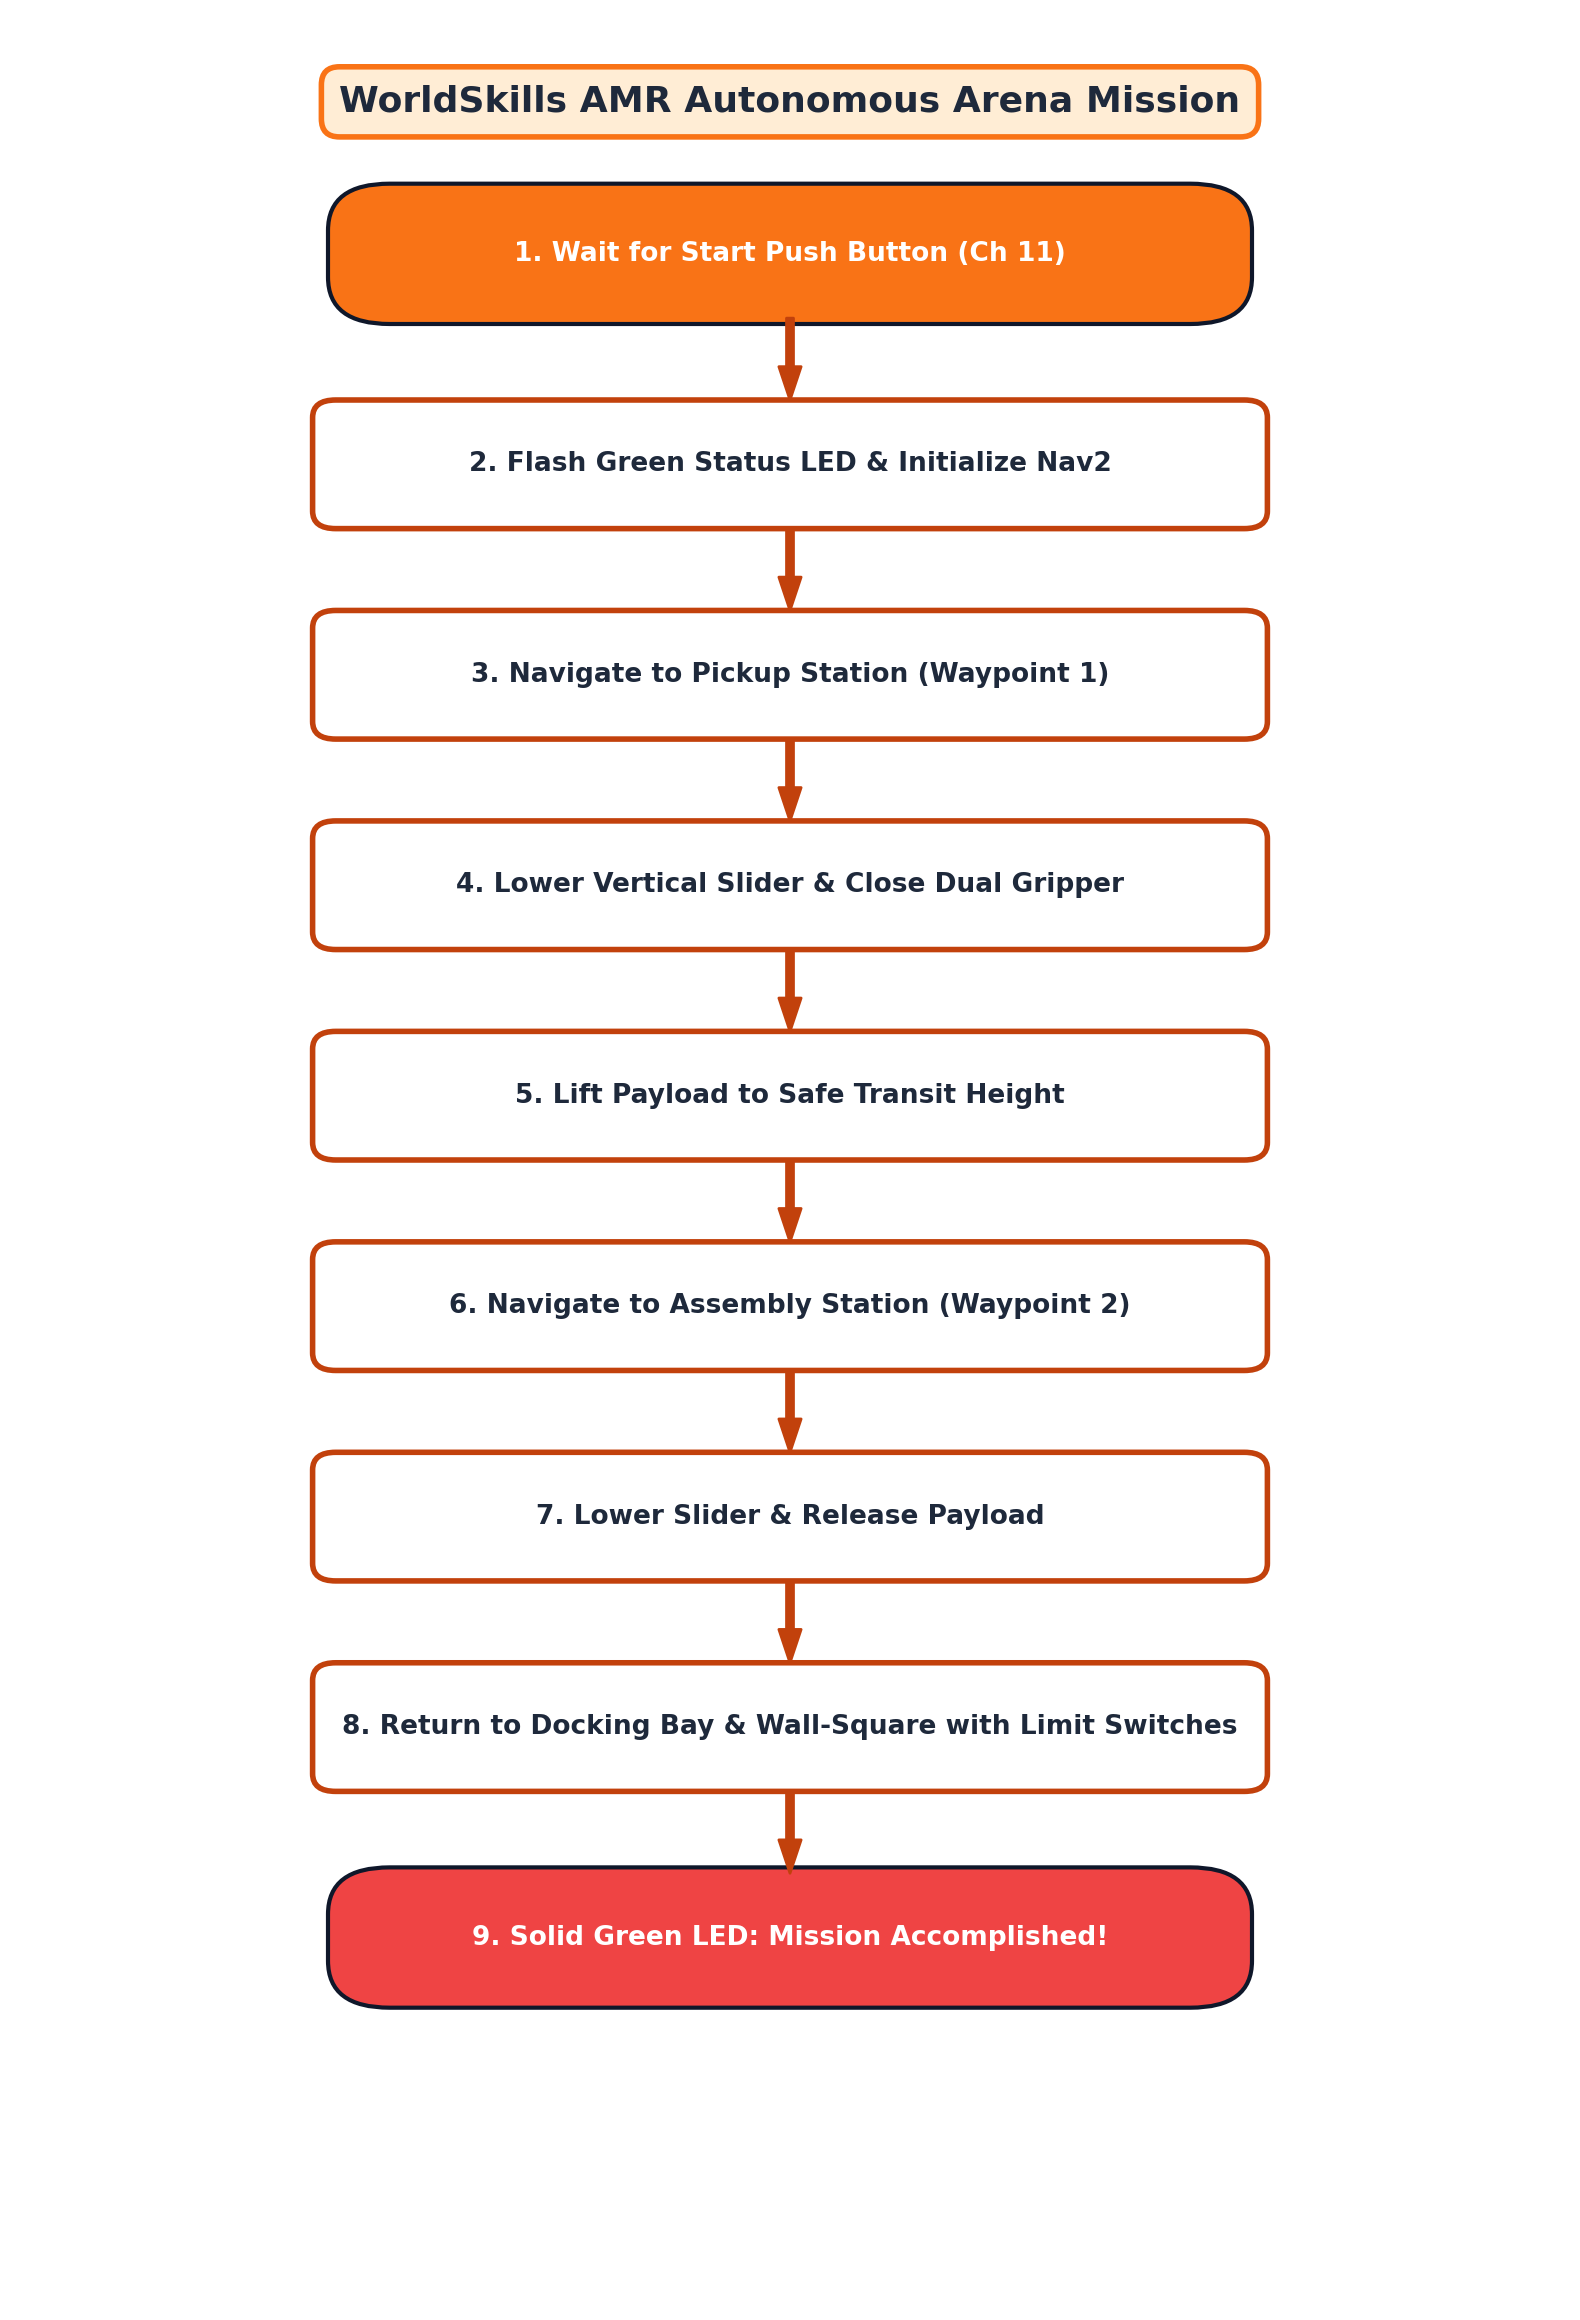 WorldSkills AMR Autonomous Arena Mission
1. Wait for Start Push Button (Ch 11)
2. Flash Green Status LED & Initialize Nav2
3. Navigate to Pickup Station (Waypoint 1)
4. Lower Vertical Slider & Close Dual Gripper
5. Lift Payload to Safe Transit Height
6. Navigate to Assembly Station (Waypoint 2)
7. Lower Slider & Release Payload
8. Return to Docking Bay & Wall-Square with Limit Switches
9. Solid Green LED: Mission Accomplished!